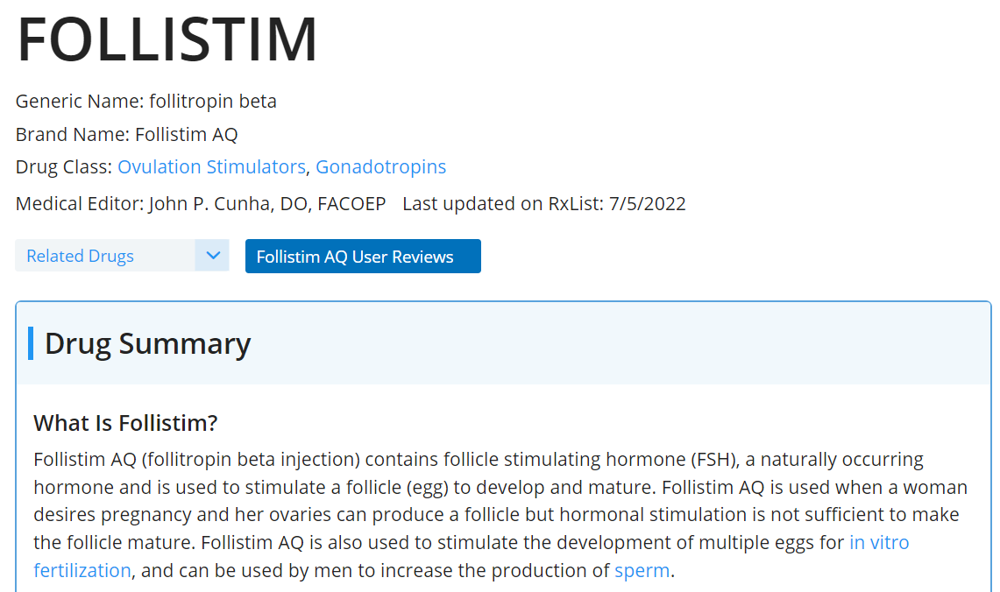 FOLLISTIM
Generic Name: follitropin beta
Brand Name: Follistim AQ
Drug Class: Ovulation Stimulators, Gonadotropins
Medical Editor: John P. Cunha, DO, FACOEP Last updated on RxList: 7/5/2022
Related Drugs
Follistim AQ User Reviews
Drug Summary
What Is Follistim?
Follistim AQ (follitropin beta injection) contains follicle stimulating hormone (FSH), a naturally occurring
hormone and is used to stimulate a follicle (egg) to develop and mature. Follistim AQ is used when a woman
desires pregnancy and her ovaries can produce a follicle but hormonal stimulation is not sufficient to make
the follicle mature. Follistim AQ is also used to stimulate the development of multiple eggs for in vitro
fertilization, and can be used by men to increase the production of sperm.